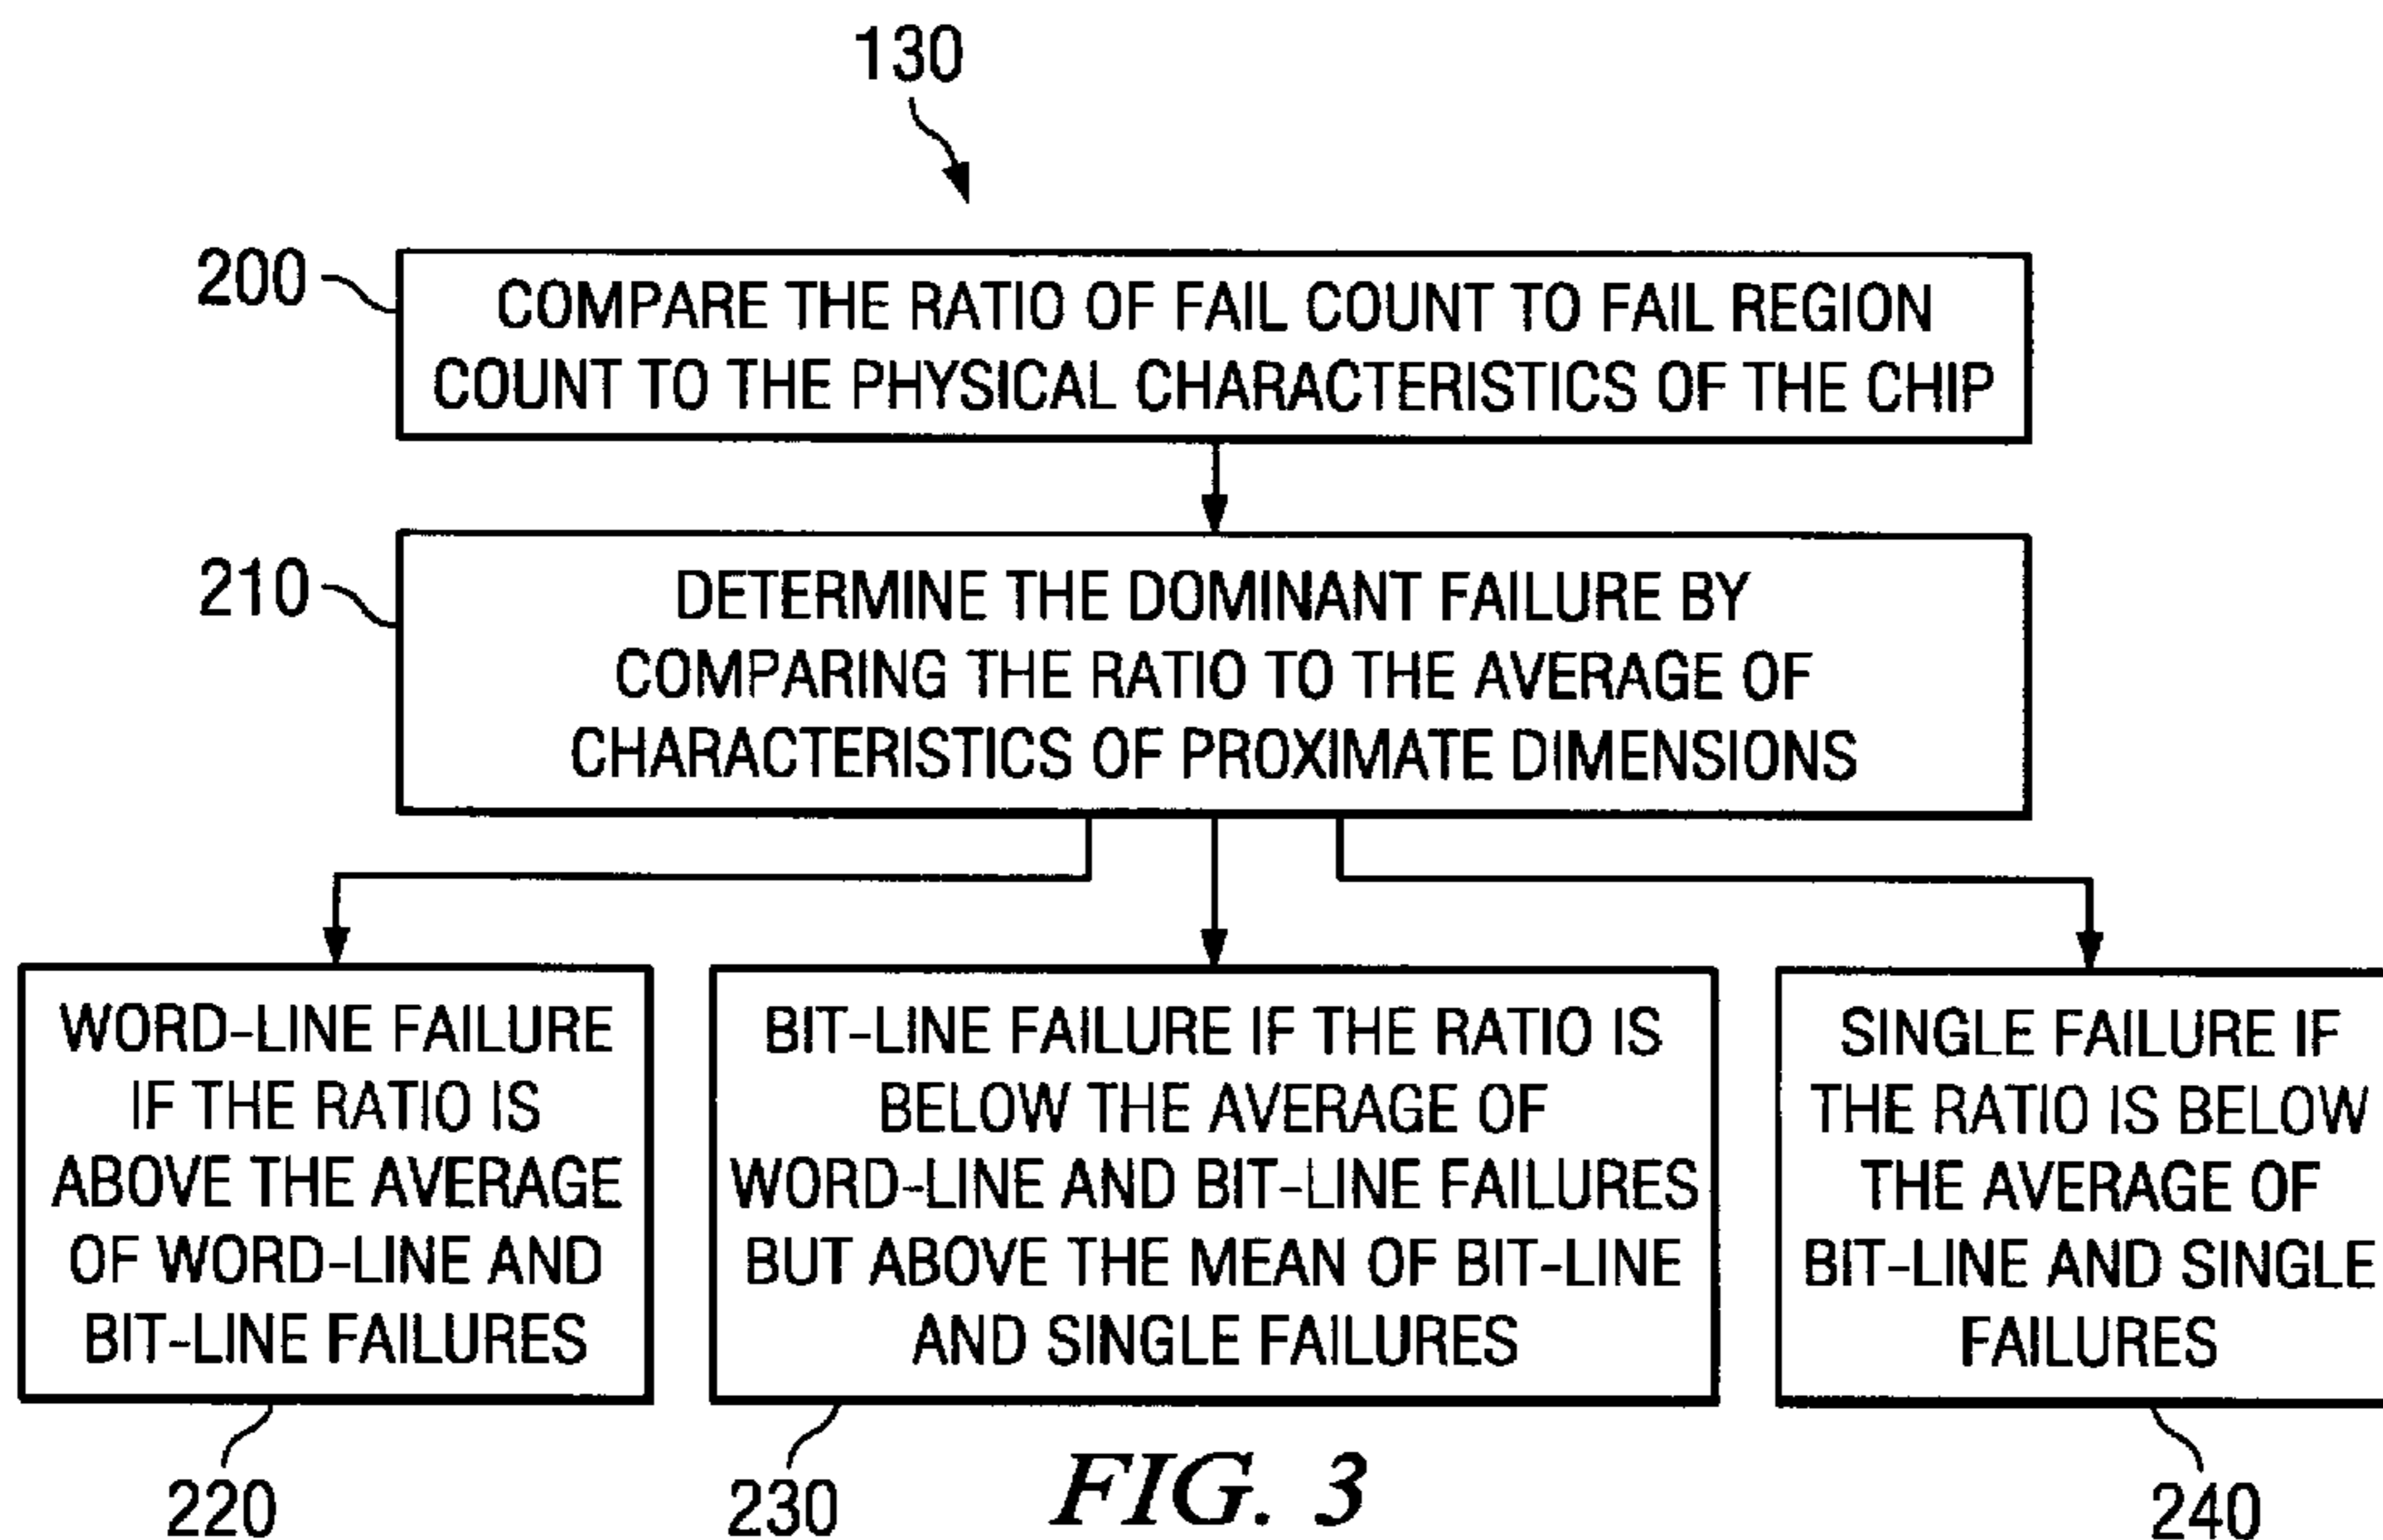 130
200
COMPARE THE RATIO OF FAIL COUNT TO FAIL REGION
COUNT TO THE PHYSICAL CHARACTERISTICS OF THE CHIP
210
DETERMINE THE DOMINANT FAILURE BY
COMPARING THE RATIO TO THE AVERAGE OF
CHARACTERISTICS OF PROXIMATE DIMENSIONS
WORD-LINE FAILURE
IF THE RATIO IS
ABOVE THE AVERAGE
OF WORD-LINE AND
BIT-LINE FAILURES
220
BIT-LINE FAILURE IF THE RATIO IS
BELOW THE AVERAGE OF
WORD-LINE AND BIT-LINE FAILURES
BUT ABOVE THE MEAN OF BIT-LINE
AND SINGLE FAILURES
230
SINGLE FAILURE IF
THE RATIO IS BELOW
THE AVERAGE OF
BIT-LINE AND SINGLE
FAILURES
240
FIG. 3